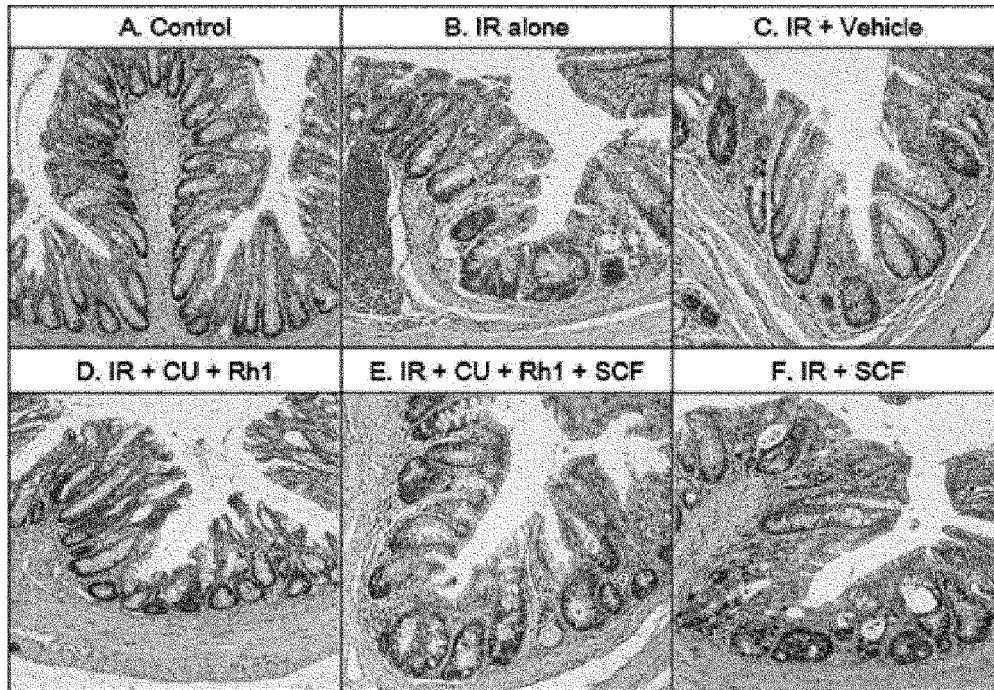 A. Control
B. IR alone
C. IR + Vehicle
D. IR + CU + Rh1
E. IR + CU + Rh1 + SCF
F. IR + SCF